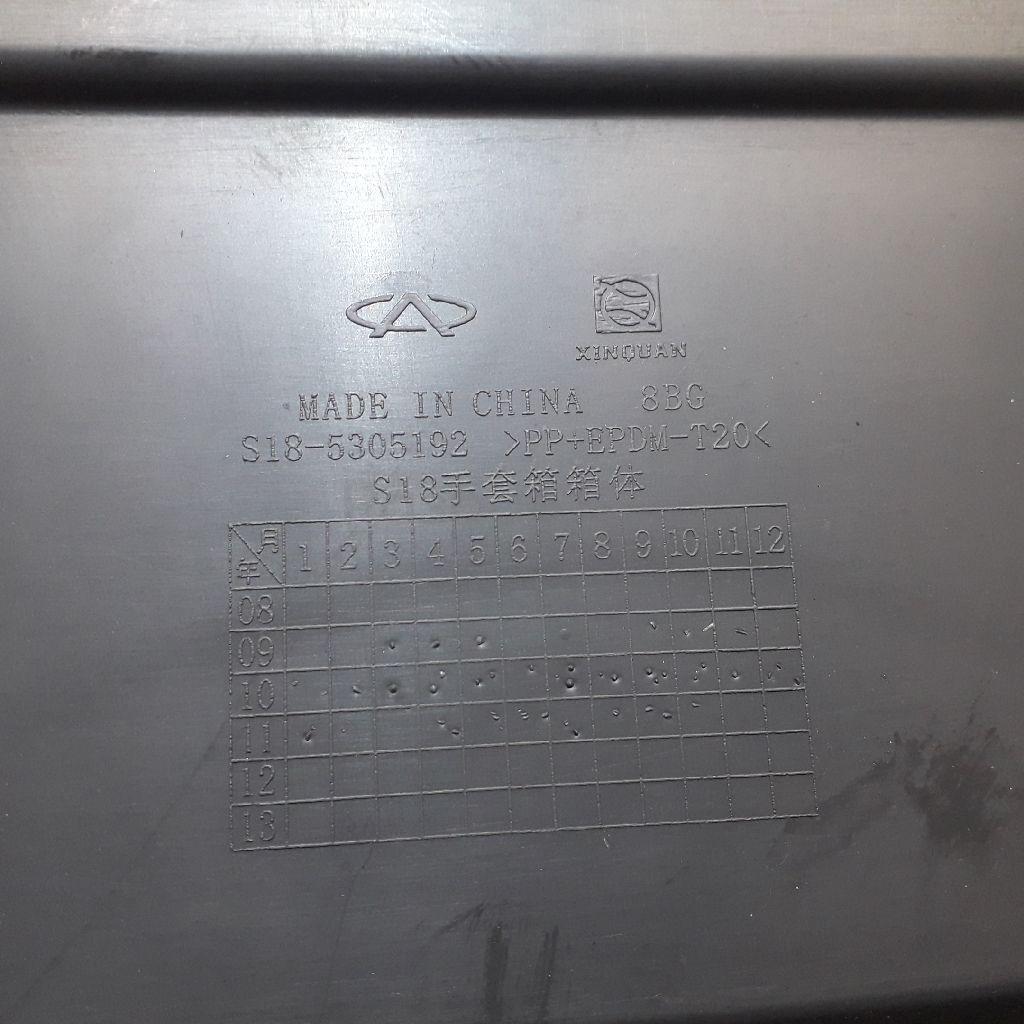 XINQUAN
MADE IN CHINA 8BG
S18-5305192 >PP+EPDM-T20<
S18手套箱箱体
月 1 2 3 4 5 6 7 8 9 10 11 12
年
08
09
10
11
12
13